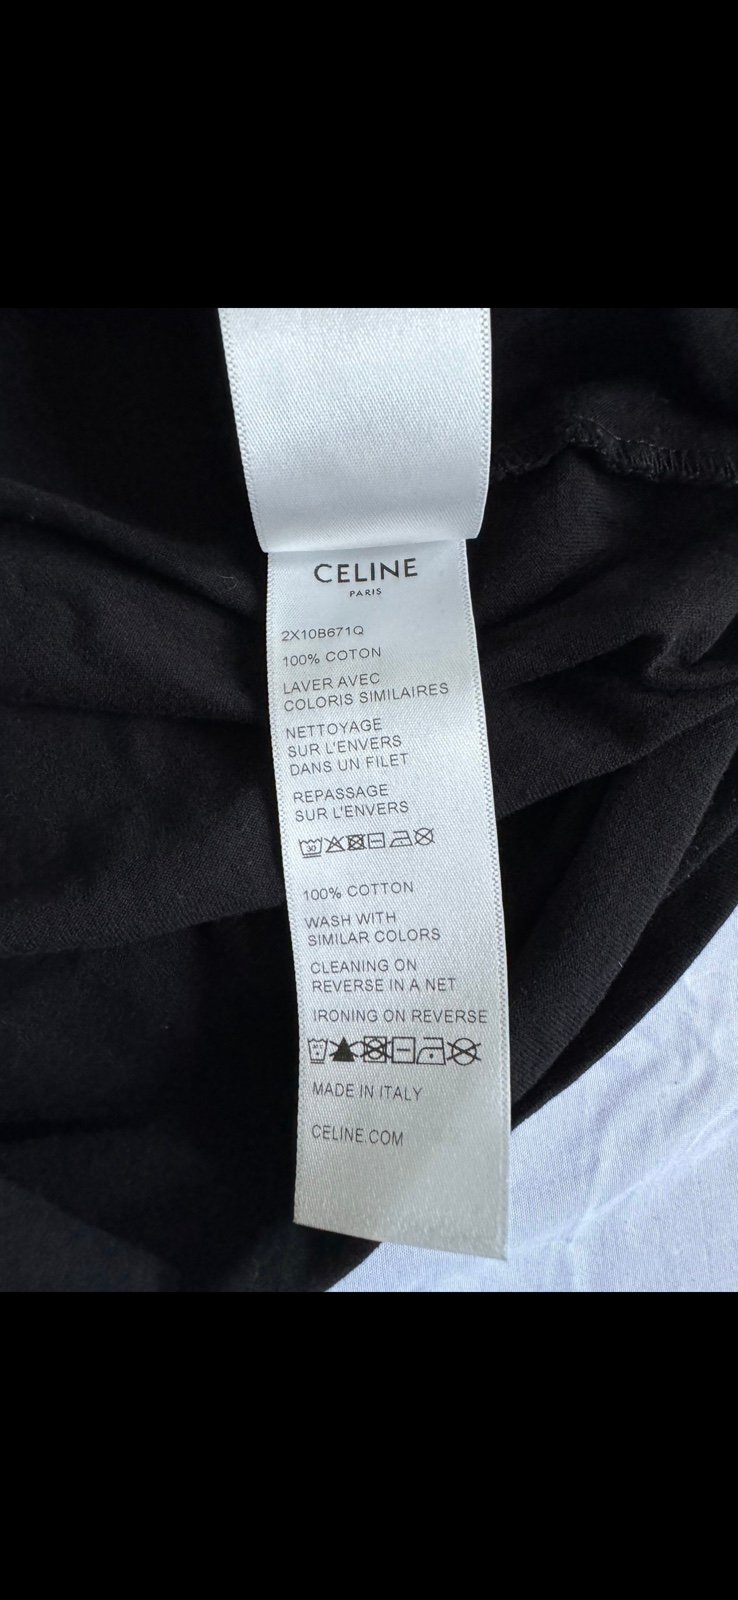 CELINE
PARIS
2X10B671Q
100% COTON
LAVER AVEC
COLORIS SIMILAIRES
NETTOYAGE
SUR L'ENVERS
DANS UN FILET
REPASSAGE
SUR L'ENVERS
30
100% COTTON
WASH WITH
SIMILAR COLORS
CLEANING ON
REVERSE IN A NET
IRONING ON REVERSE
MADE IN ITALY
CELINE.COM